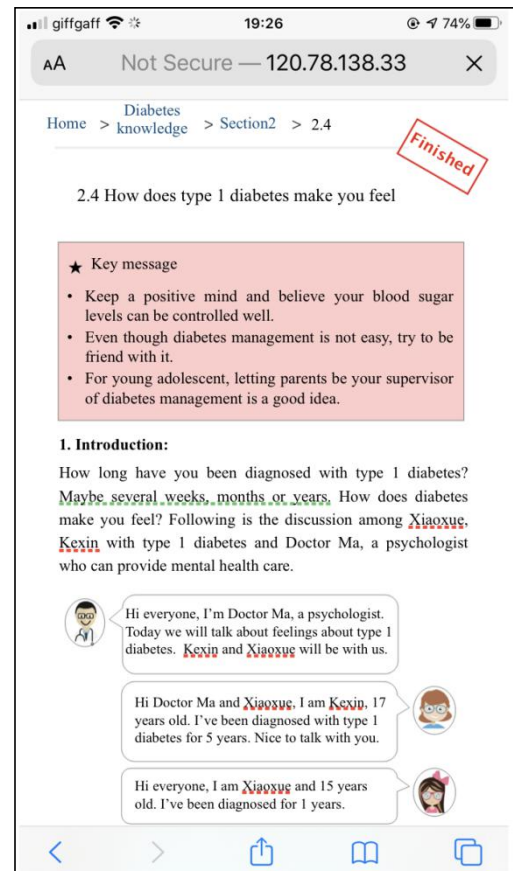 giffgaff 19:26 74%
AA Not Secure — 120.78.138.33
Home > Diabetes knowledge > Section2 > 2.4
Finished
2.4 How does type 1 diabetes make you feel
★ Key message
• Keep a positive mind and believe your blood sugar
levels can be controlled well.
• Even though diabetes management is not easy, try to be
friend with it.
• For young adolescent, letting parents be your supervisor
of diabetes management is a good idea.
1. Introduction:
How long have you been diagnosed with type 1 diabetes?
Maybe several weeks, months or years. How does diabetes
make you feel? Following is the discussion among Xiaoxue,
Kexin with type 1 diabetes and Doctor Ma, a psychologist
who can provide mental health care.
Hi everyone, I’m Doctor Ma, a psychologist.
Today we will talk about feelings about type 1
diabetes. Kexin and Xiaoxue will be with us.
Hi Doctor Ma and Xiaoxue, I am Kexin, 17
years old. I’ve been diagnosed with type 1
diabetes for 5 years. Nice to talk with you.
Hi everyone, I am Xiaoxue and 15 years
old. I’ve been diagnosed for 1 years.